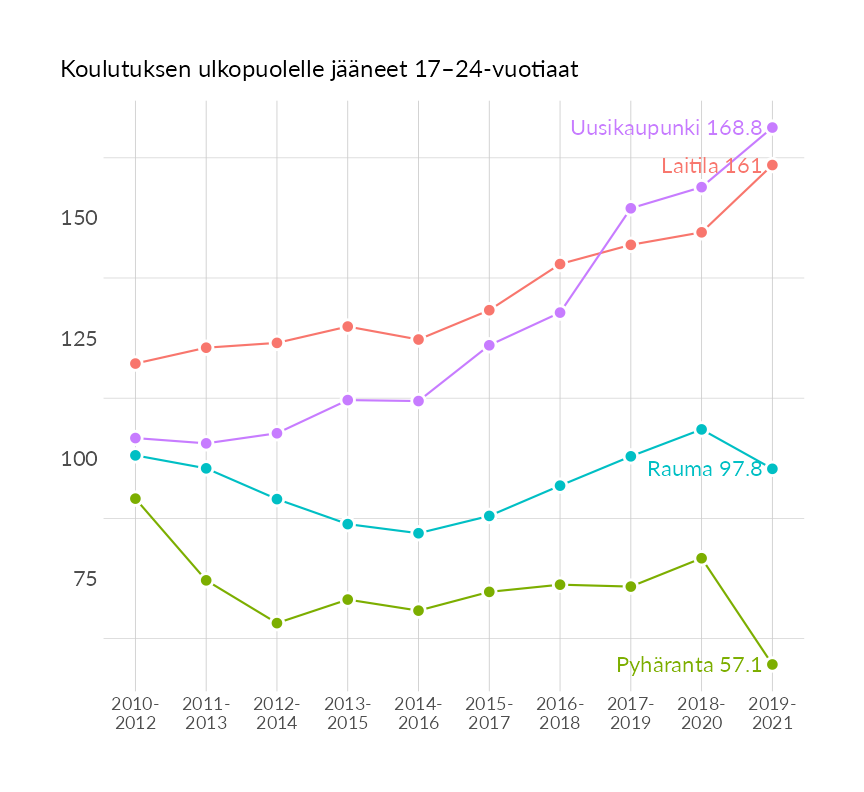 Koulutuksen ulkopuolelle jääneet 17–24-vuotiaat
Uusikaupunki 168.8
Laitila 161
150
125
100
Rauma 97.8
75
Pyhäranta 57.1
2010- 2011- 2012- 2013- 2014- 2015- 2016- 2017- 2018- 2019-
2012 2013 2014 2015 2016 2017 2018 2019 2020 2021